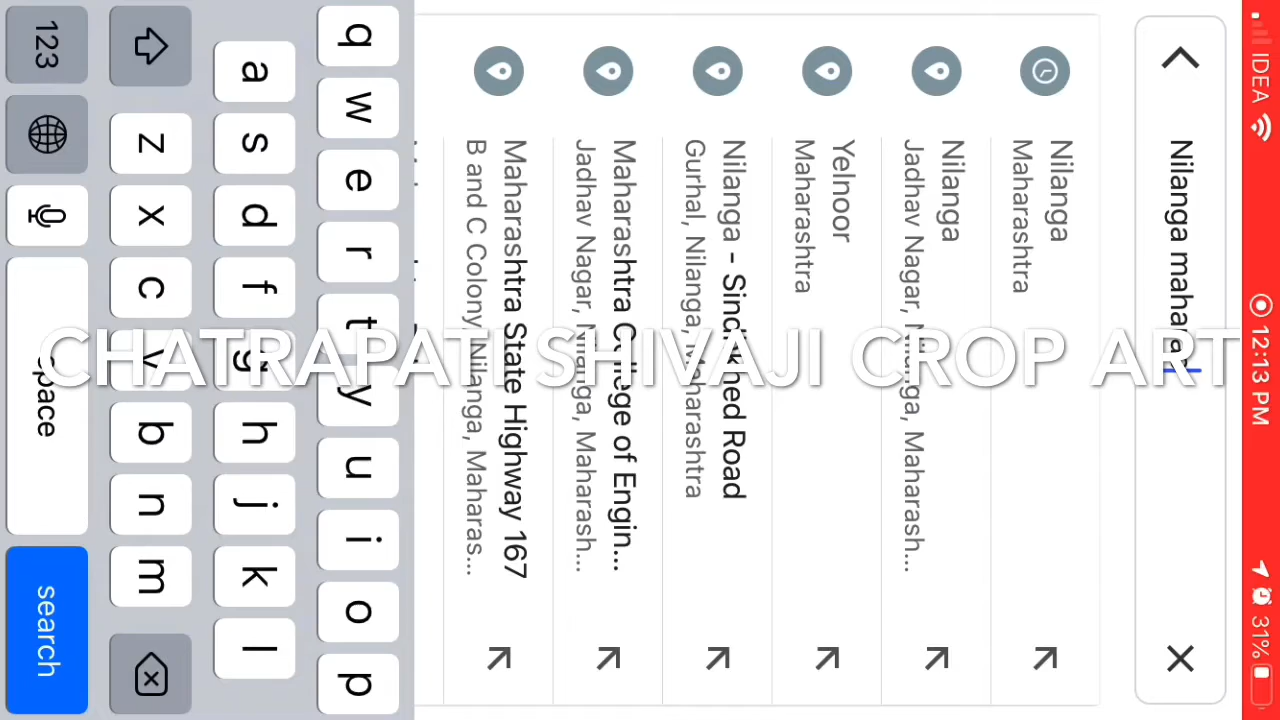 IDEA 12:13 PM 31%
Nilanga mahara
Nilanga
Maharashtra
Nilanga
Jadhav Nagar, Nilanga, Maharash...
Yelnoor
Maharashtra
Nilanga - Sindkhed Road
Gurhal, Nilanga, Maharashtra
Maharashtra College of Engin...
Jadhav Nagar, Nilanga, Maharash...
Maharashtra State Highway 167
B and C Colony, Nilanga, Maharas...
CHATRAPATI SHIVAJI CROP ART
q w e r t y u i o p
a s d f g h j k l
z x c v b n m
123 space search